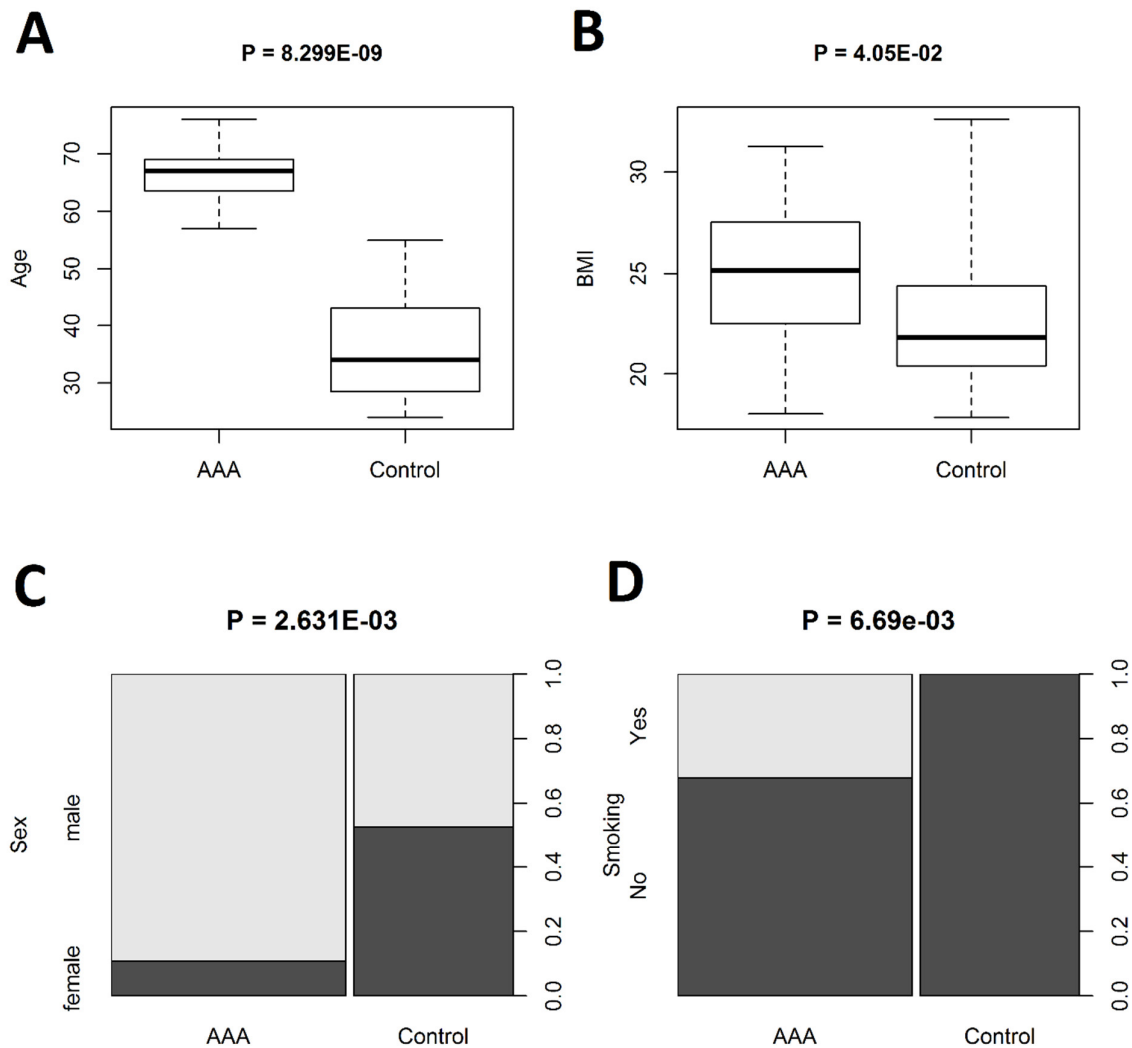 A
P = 8.299E-09
Age
70
60
50
40
30
AAA
Control
B
P = 4.05E-02
BMI
30
25
20
AAA
Control
C
P = 2.631E-03
Sex
male
female
1.0
0.8
0.6
0.4
0.2
0.0
AAA
Control
D
P = 6.69e-03
Smoking
Yes
No
1.0
0.8
0.6
0.4
0.2
0.0
AAA
Control